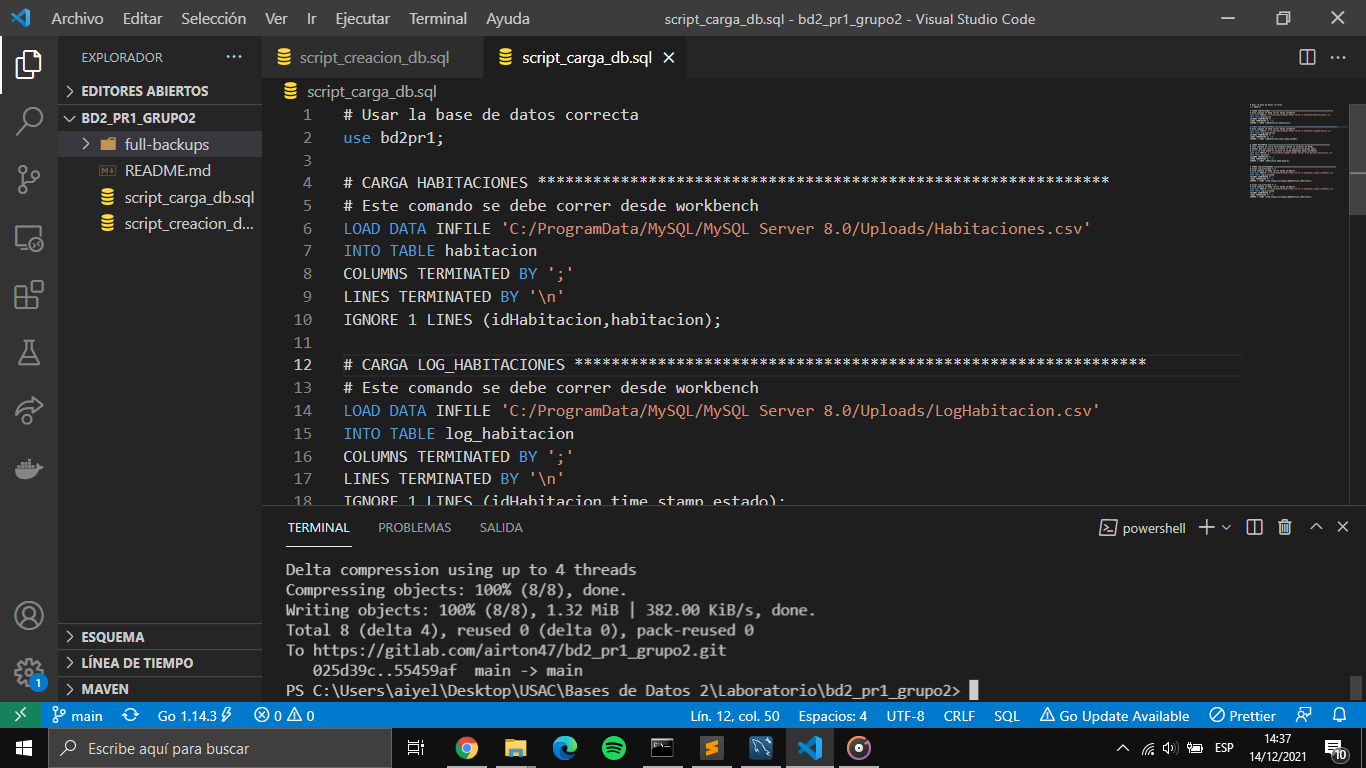 Archivo Editar Selección Ver Ir Ejecutar Terminal Ayuda script_carga_db.sql - bd2_pr1_grupo2 - Visual Studio Code
EXPLORADOR
EDITORES ABIERTOS
BD2_PR1_GRUPO2
full-backups
README.md
script_carga_db.sql
script_creacion_d...
ESQUEMA
LÍNEA DE TIEMPO
MAVEN
1
script_creacion_db.sql script_carga_db.sql
script_carga_db.sql
1 # Usar la base de datos correcta
2 use bd2pr1;
3
4 # CARGA HABITACIONES **************************************************************
5 # Este comando se debe correr desde workbench
6 LOAD DATA INFILE 'C:/ProgramData/MySQL/MySQL Server 8.0/Uploads/Habitaciones.csv'
7 INTO TABLE habitacion
8 COLUMNS TERMINATED BY ';'
9 LINES TERMINATED BY '\n'
10 IGNORE 1 LINES (idHabitacion,habitacion);
11
12 # CARGA LOG_HABITACIONES **************************************************************
13 # Este comando se debe correr desde workbench
14 LOAD DATA INFILE 'C:/ProgramData/MySQL/MySQL Server 8.0/Uploads/LogHabitacion.csv'
15 INTO TABLE log_habitacion
16 COLUMNS TERMINATED BY ';'
17 LINES TERMINATED BY '\n'
18 IGNORE 1 LINES (idHabitacion,time_stamp,estado);
TERMINAL PROBLEMAS SALIDA powershell
Delta compression using up to 4 threads
Compressing objects: 100% (8/8), done.
Writing objects: 100% (8/8), 1.32 MiB | 382.00 KiB/s, done.
Total 8 (delta 4), reused 0 (delta 0), pack-reused 0
To https://gitlab.com/airton47/bd2_pr1_grupo2.git
025d39c..55459af main -> main
PS C:\Users\aiyel\Desktop\USAC\Bases de Datos 2\Laboratorio\bd2_pr1_grupo2>
main Go 1.14.3 0 0 Lín. 12, col. 50 Espacios: 4 UTF-8 CRLF SQL Go Update Available Prettier
Escribe aquí para buscar
ESP
14:37
14/12/2021
10